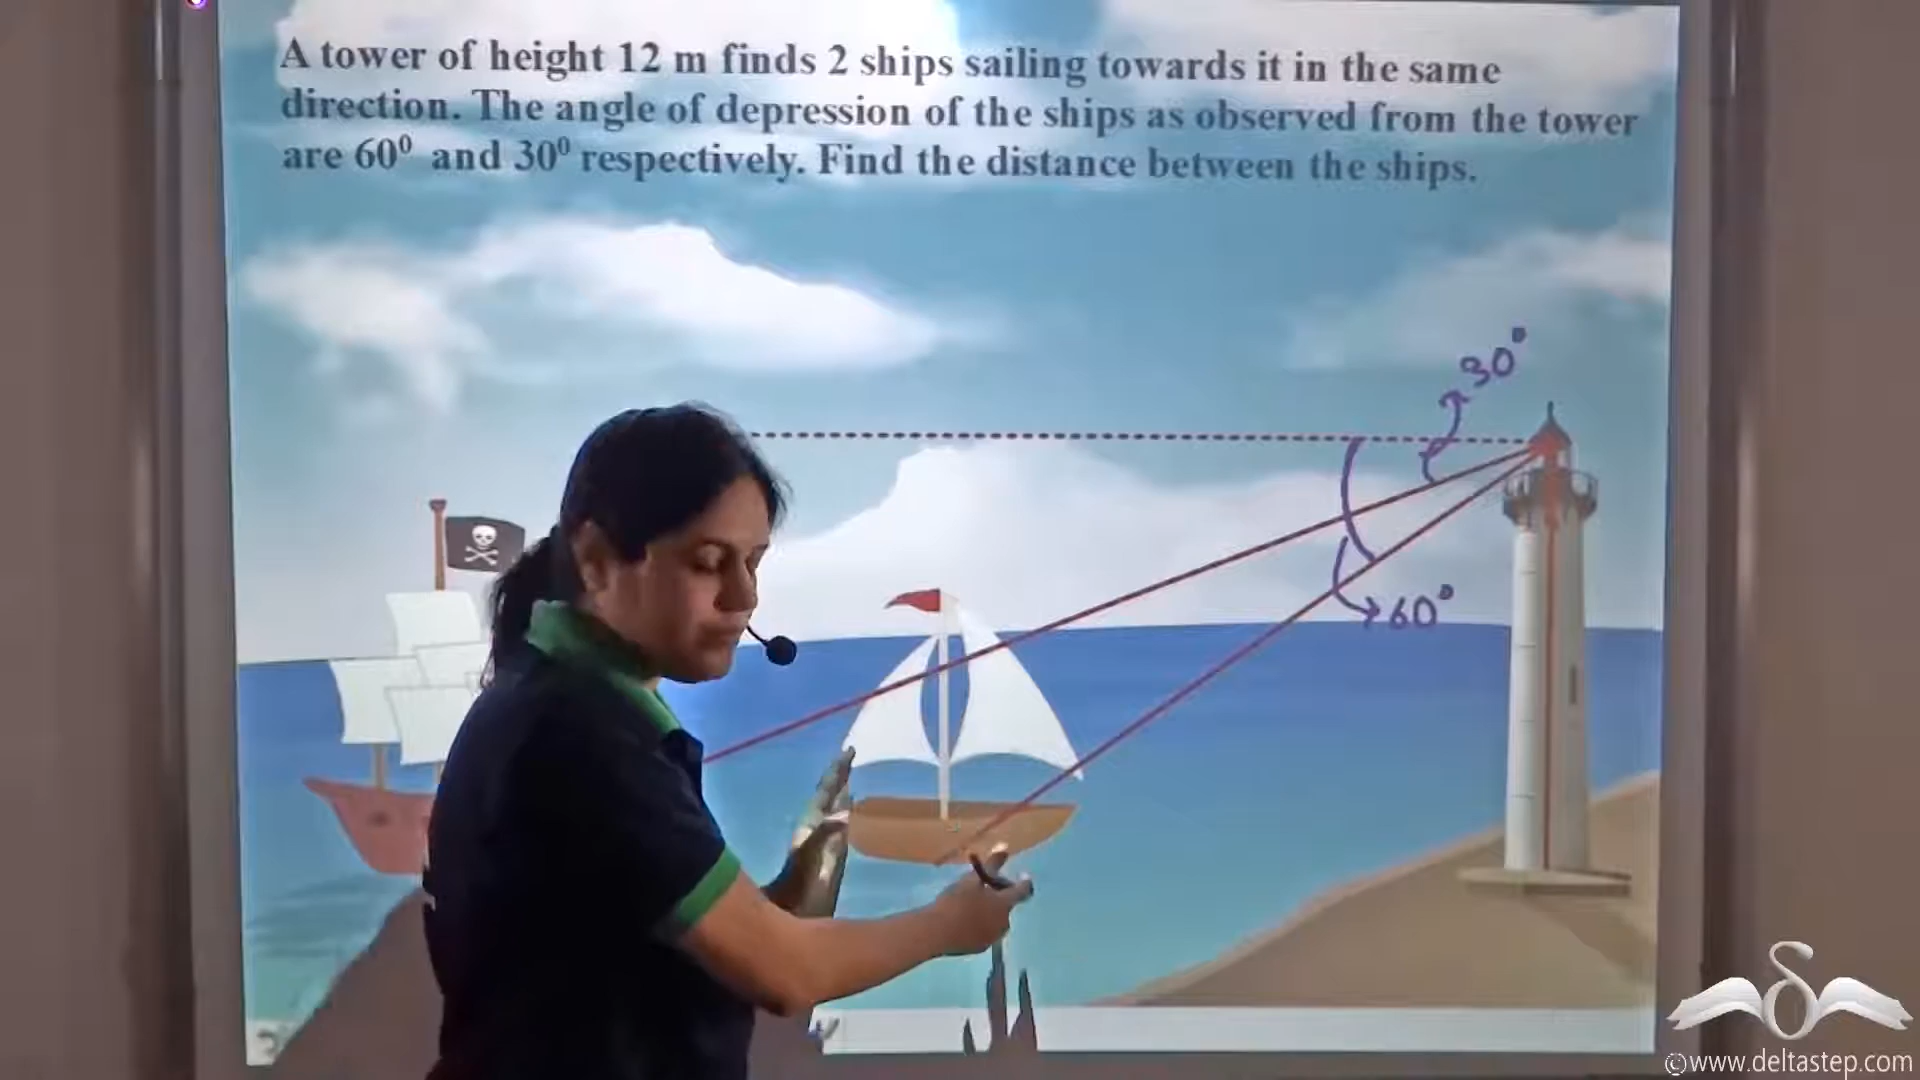 A tower of height 12 m finds 2 ships sailing towards it in the same
direction. The angle of depression of the ships as observed from the tower
are 60⁰ and 30⁰ respectively. Find the distance between the ships.
30°
60°
©www.deltastep.com